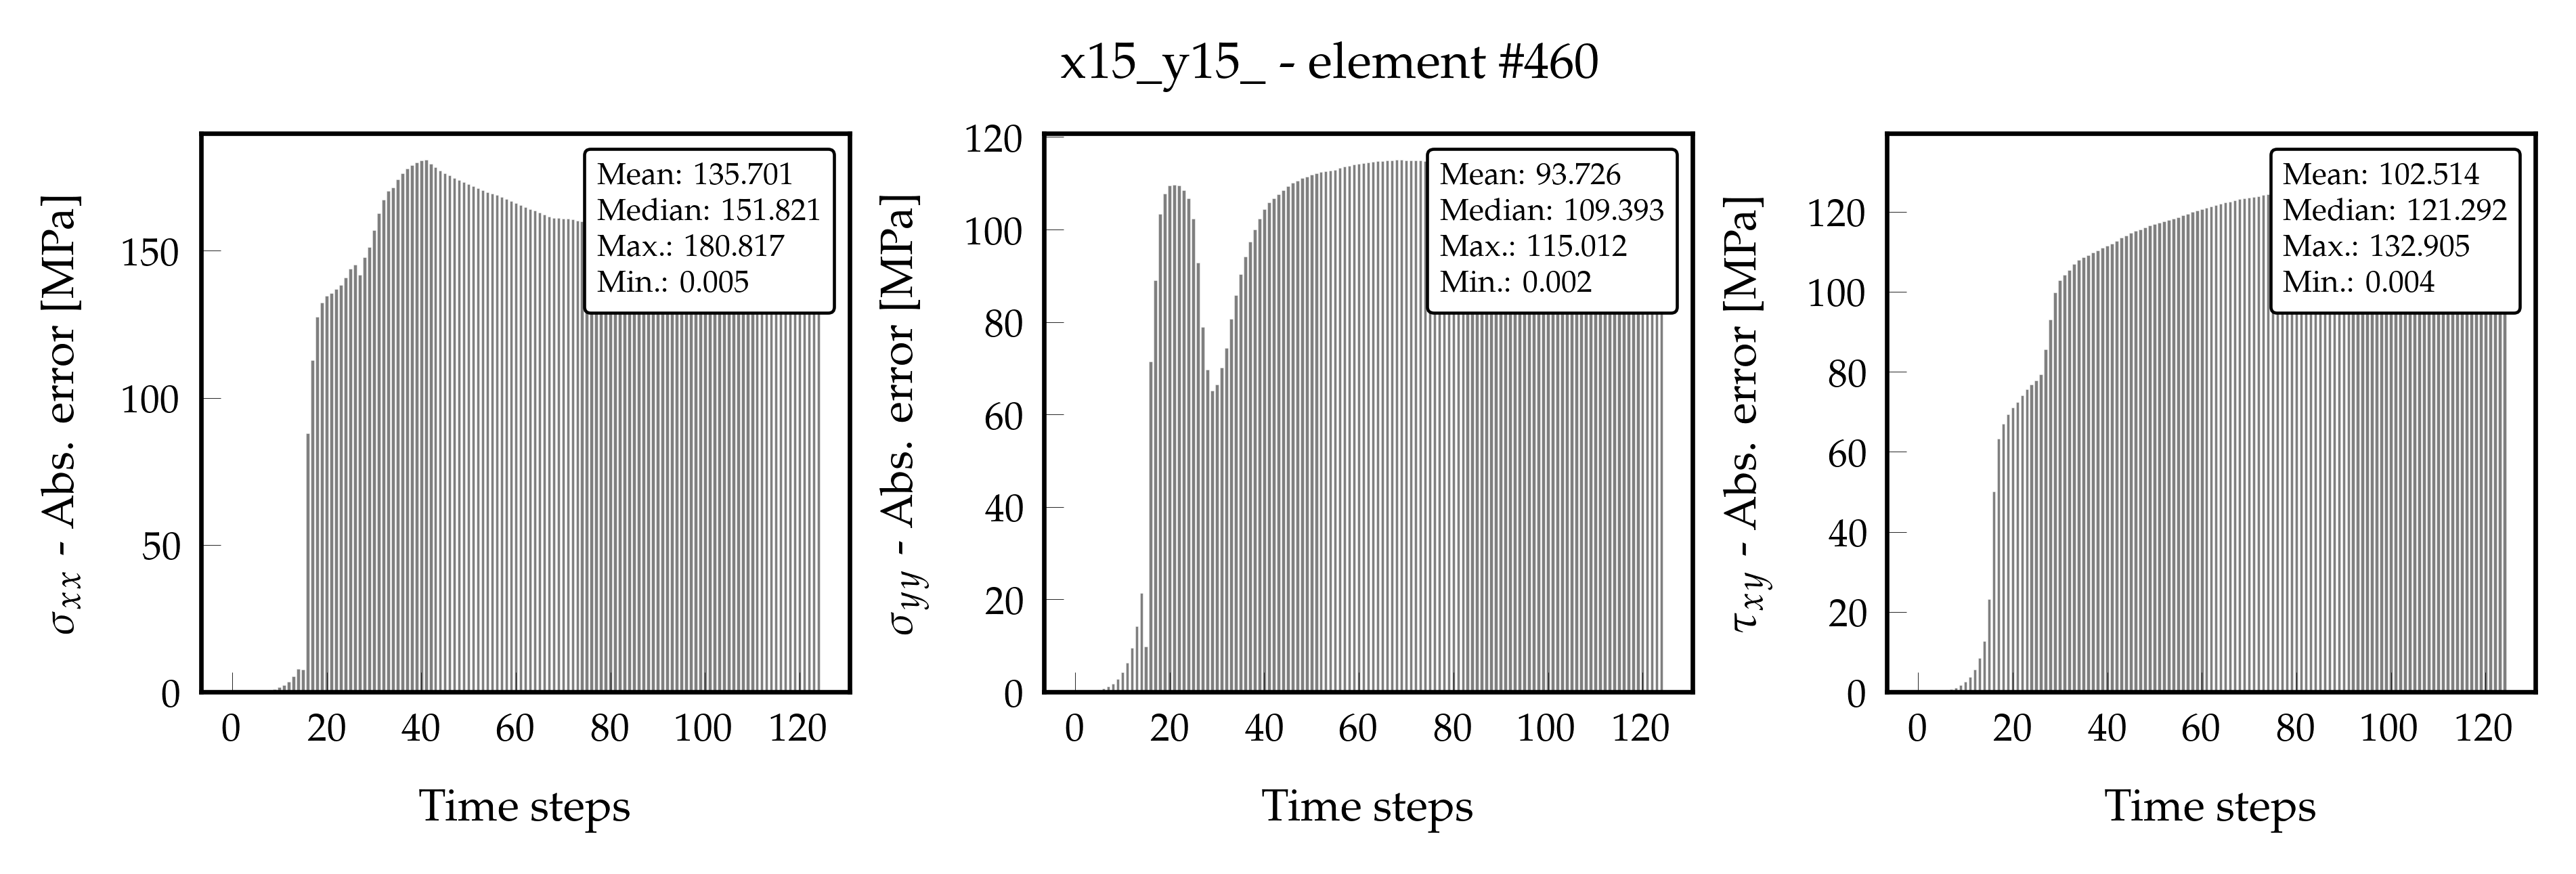 x15_y15_ - element #460
σxx - Abs. error [MPa]
150
100
50
0
Mean: 135.701
Median: 151.821
Max.: 180.817
Min.: 0.005
0 20 40 60 80 100 120
Time steps
σyy - Abs. error [MPa]
120
100
80
60
40
20
0
Mean: 93.726
Median: 109.393
Max.: 115.012
Min.: 0.002
0 20 40 60 80 100 120
Time steps
τxy - Abs. error [MPa]
120
100
80
60
40
20
0
Mean: 102.514
Median: 121.292
Max.: 132.905
Min.: 0.004
0 20 40 60 80 100 120
Time steps